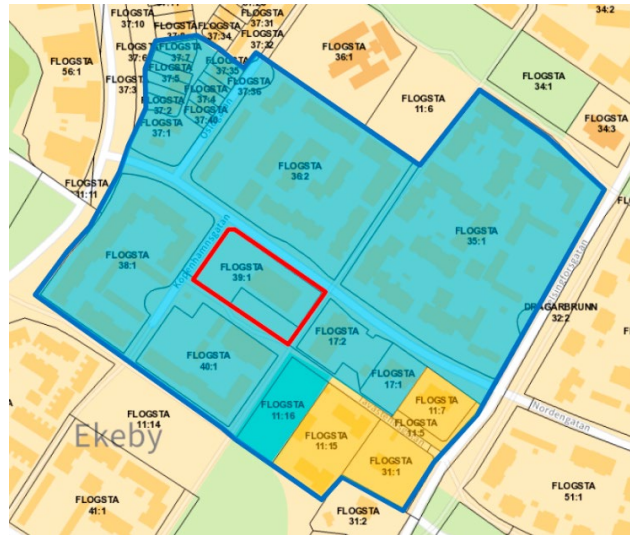 FLOGSTA
37:10
FLOGSTA
37:31
FLOGSTA
37:34
FLOGSTA
37:32
FLOGSTA
34:2
FLOGSTA
56:1
FLOGSTA
37:7
FLOGSTA
37:35
FLOGSTA
36:1
FLOGSTA
34:1
FLOGSTA
37:3
FLOGSTA
37:4
FLOGSTA
37:36
FLOGSTA
11:6
FLOGSTA
37:2
FLOGSTA
37:40
FLOGSTA
37:1
FLOGSTA
34:3
FLOGSTA
11:11
FLOGSTA
36:2
FLOGSTA
35:1
Köpenhamnsgatan
FLOGSTA
38:1
FLOGSTA
39:1
Helsingforsgatan
DRAGARBRUNN
32:2
FLOGSTA
17:2
FLOGSTA
40:1
FLOGSTA
17:1
FLOGSTA
11:7
Nordengatan
FLOGSTA
11:16
FLOGSTA
11:5
FLOGSTA
11:14
Ekeby
FLOGSTA
11:15
FLOGSTA
31:1
FLOGSTA
41:1
FLOGSTA
31:2
FLOGSTA
51:1